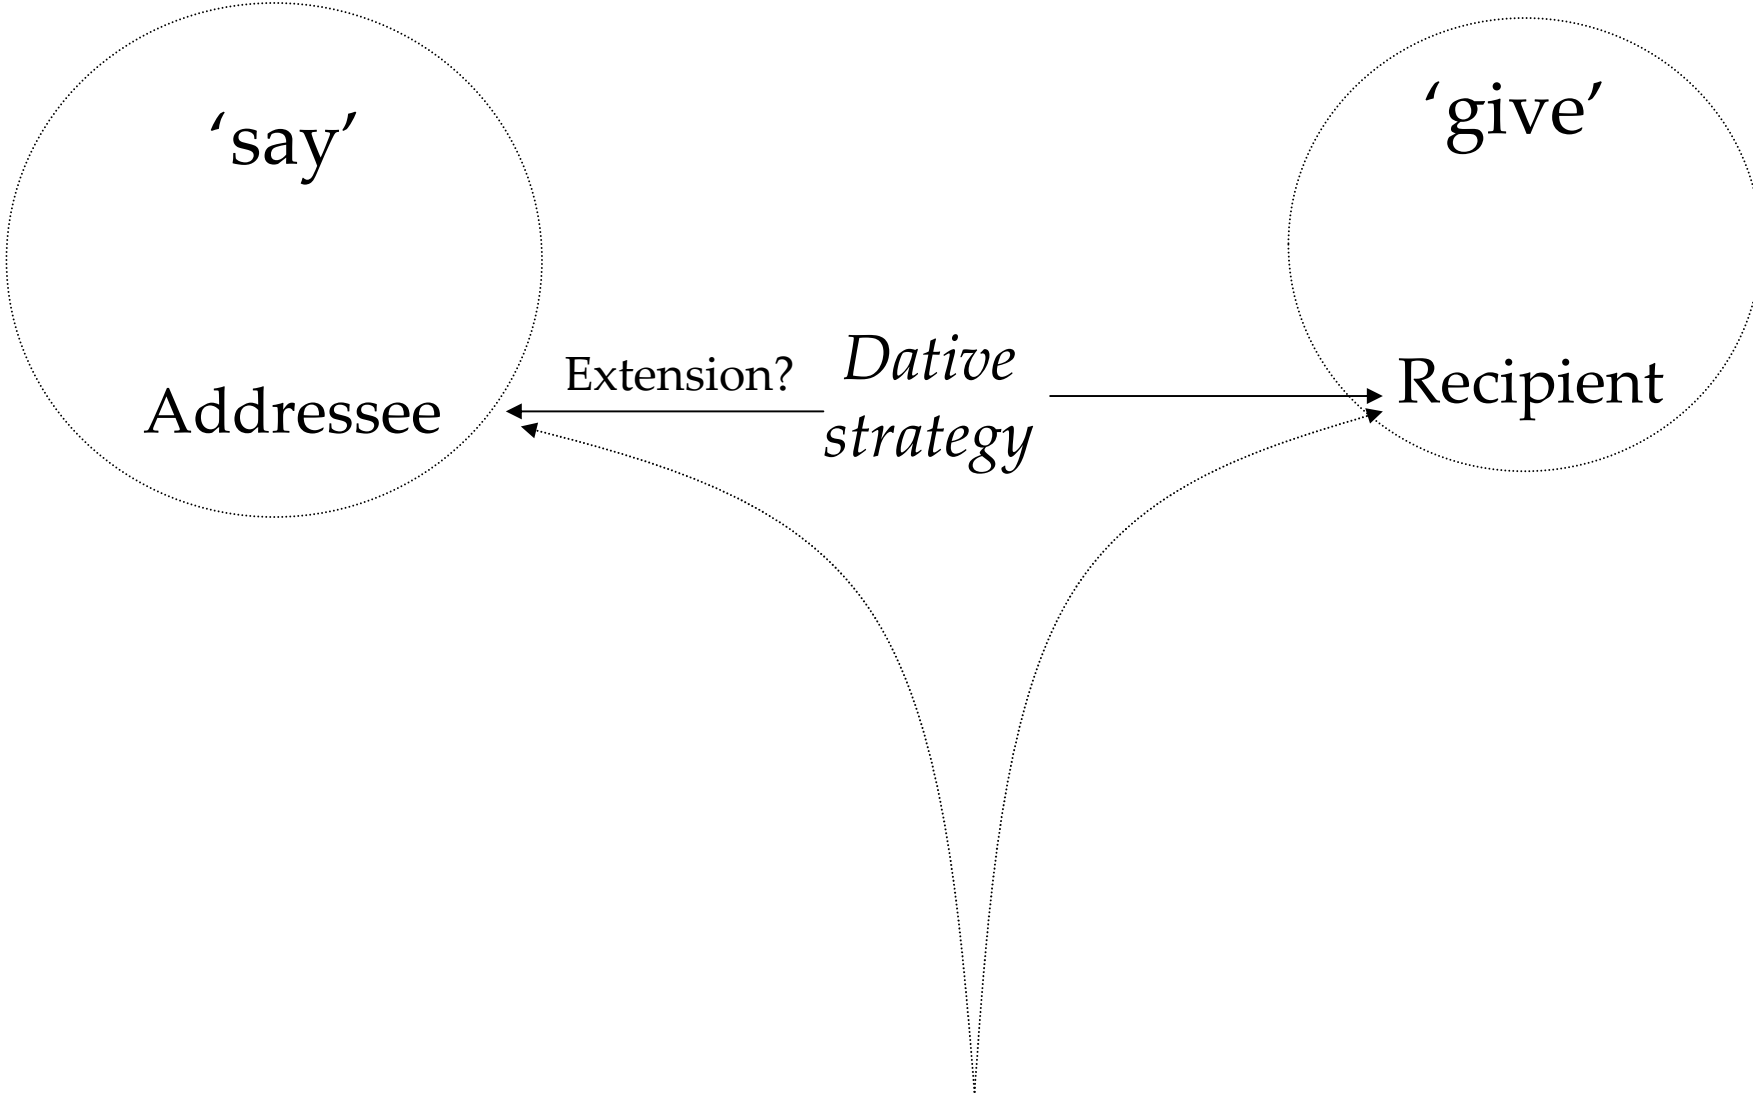 ‘say’
‘give’
Extension?
Dative
strategy
Addressee
Recipient